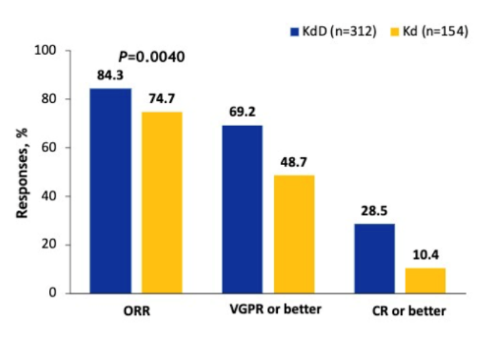 KdD (n=312) Kd (n=154)
P=0.0040
Responses, %
100
80
60
40
20
0
84.3
74.7
69.2
48.7
28.5
10.4
ORR
VGPR or better
CR or better